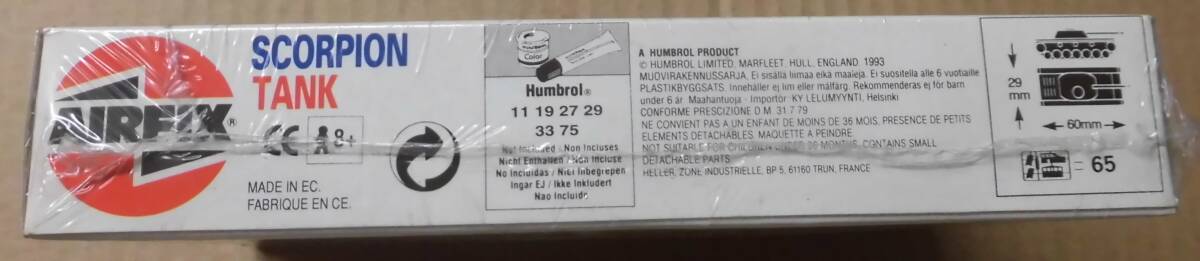 AIRFIX®
SCORPION
TANK
CE 8+
MADE IN EC.
FABRIQUE EN CE.
Color
Humbrol®
11 19 27 29
33 75
Not Included · Non Incluses
Nicht Enthalten / Non Incluse
No Incluidas / Niet Inbegrepen
Ingar EJ / Ikke Inkludert
Nao Incluido
A HUMBROL PRODUCT
© HUMBROL LIMITED, MARFLEET, HULL, ENGLAND. 1993
MUOVIRAKENNUSSARJA. Ei sisällä liimaa eikä maaleja. Ei suositella alle 6 vuotiaille
PLASTIKBYGGSATS. Innehåller ej lim eller målfärg. Rekommenderas ej för barn
under 6 år. Maahantuoja - Importör KY LELUMYYNTI, Helsinki
CONFORME PRESCIZIONE D M 31 7 79
NE CONVIENT PAS A UN ENFANT DE MOINS DE 36 MOIS, PRESENCE DE PETITS
ELEMENTS DETACHABLES. MAQUETTE A PEINDRE.
NOT SUITABLE FOR CHILDREN UNDER 36 MONTHS, CONTAINS SMALL
DETACHABLE PARTS
HELLER, ZONE INDUSTRIELLE, BP 5, 61160 TRUN, FRANCE
29
mm
60mm
= 65